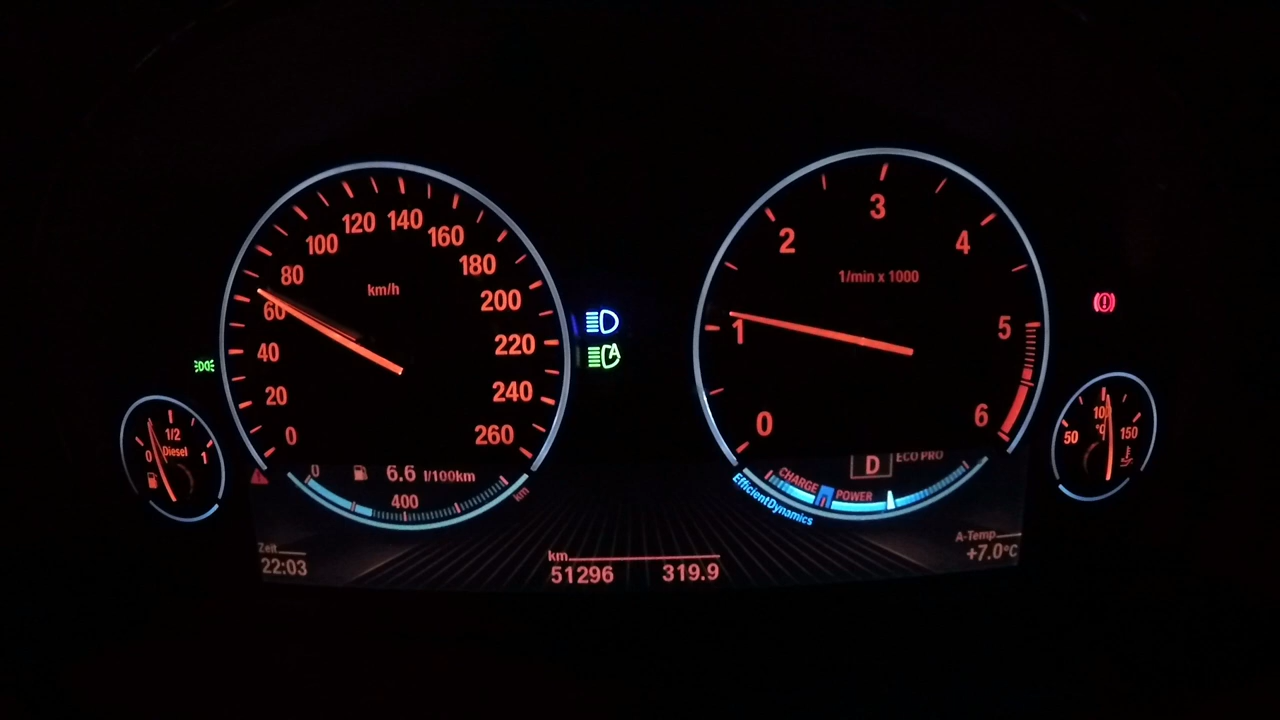 0
20
40
60
80
100
120
140
160
180
200
220
240
260
km/h
0
1
2
3
4
5
6
1/min x 1000
A
0
1/2
1
Diesel
50
100
150
°C
0
6.6 l/100km
400
km
D
ECO PRO
CHARGE
POWER
EfficientDynamics
Zeit
22:03
km
51296 319.9
A-Temp.
+7.0°C